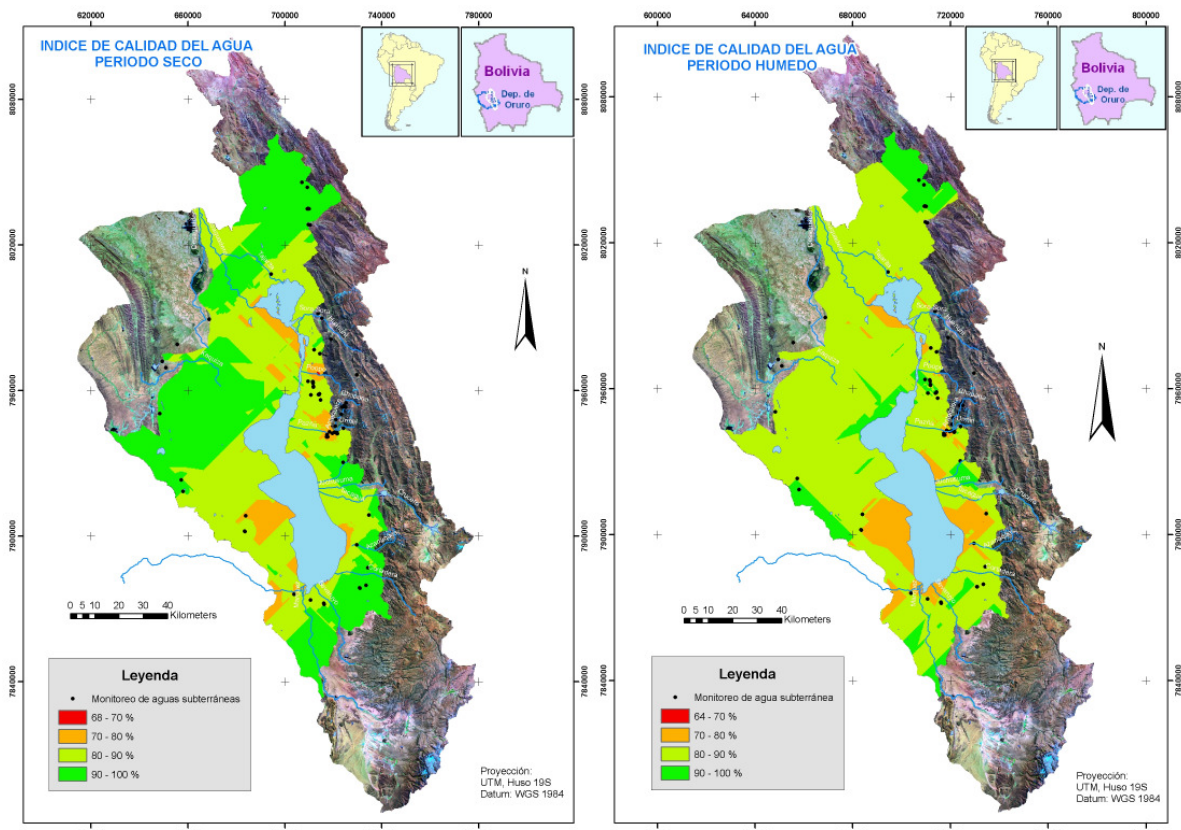 620000 660000 700000 740000 780000
INDICE DE CALIDAD DEL AGUA
PERIODO SECO
Bolivia
Dep. de
Oruro
8080000
8020000
7960000
7900000
7840000
N
0 5 10 20 30 40
Kilometers
Leyenda
Monitoreo de aguas subterráneas
68 - 70 %
70 - 80 %
80 - 90 %
90 - 100 %
Proyección:
UTM, Huso 19S
Datum: WGS 1984
600000 640000 680000 720000 760000 800000
INDICE DE CALIDAD DEL AGUA
PERIODO HUMEDO
Bolivia
Dep. de
Oruro
8080000
8020000
7960000
7900000
7840000
N
0 5 10 20 30 40
Kilometers
Leyenda
Monitoreo de agua subterránea
64 - 70 %
70 - 80 %
80 - 90 %
90 - 100 %
Proyección:
UTM, Huso 19S
Datum: WGS 1984